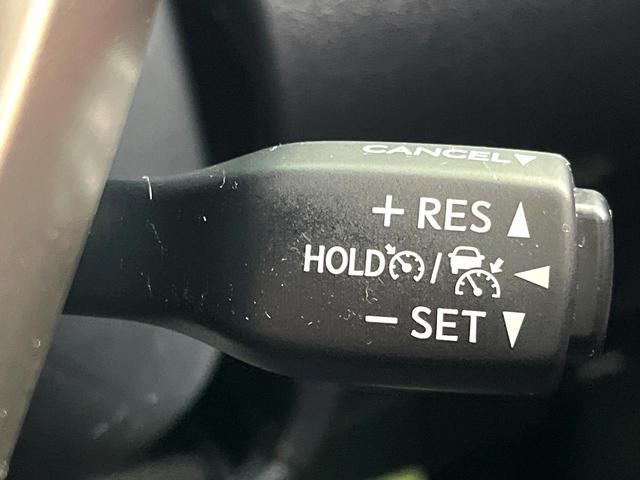 CANCEL▼
+ RES ▲
HOLD / ◀
− SET ▼